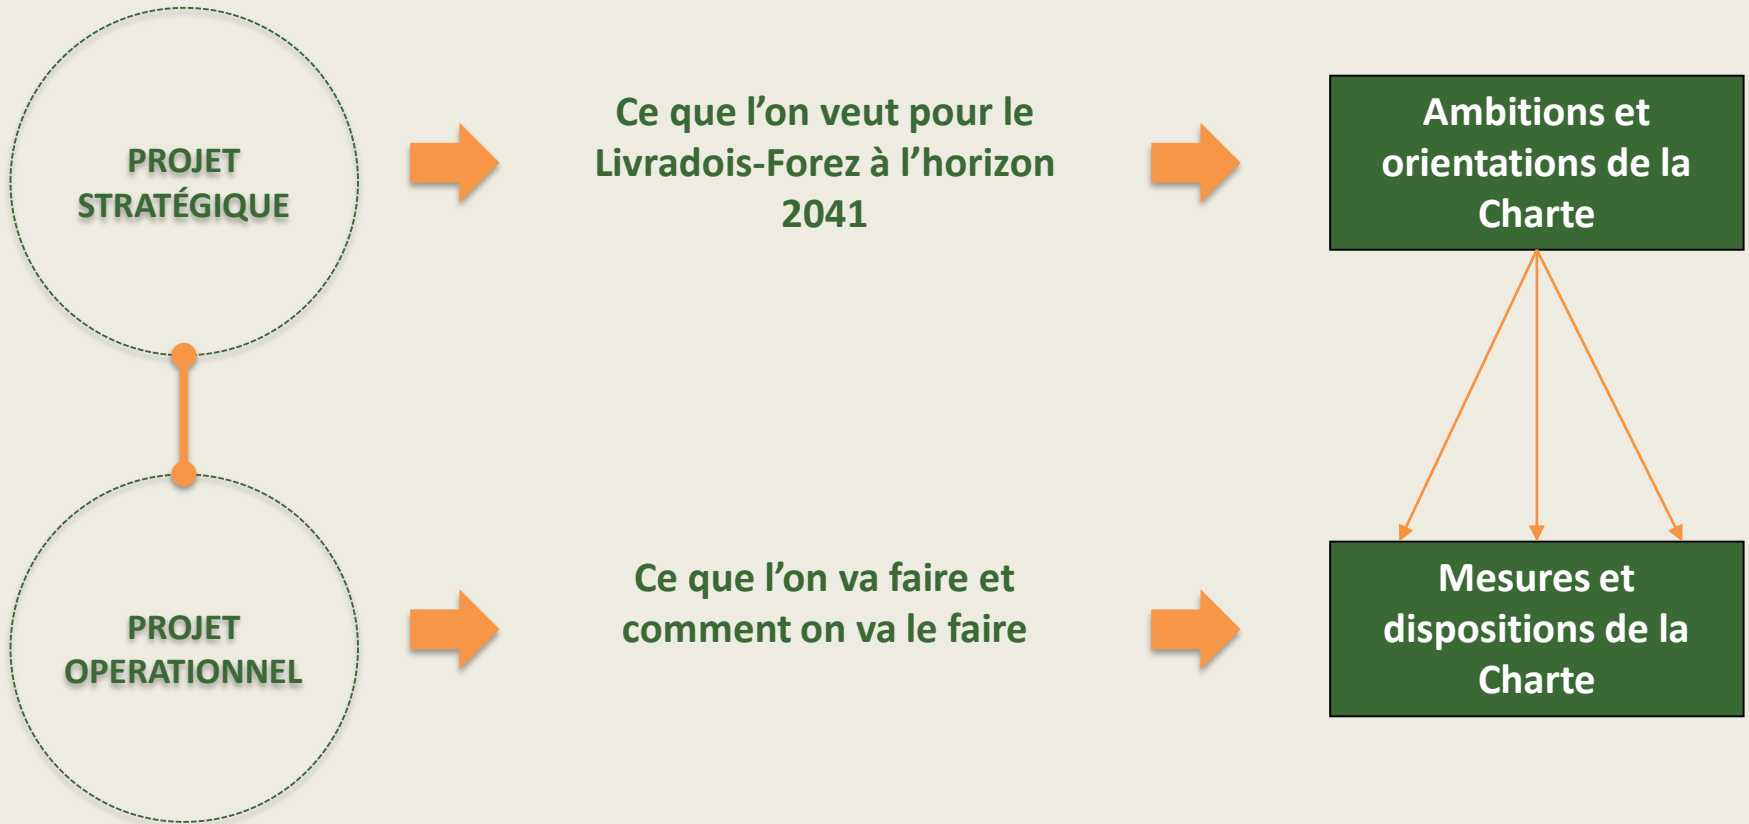 PROJET
STRATÉGIQUE
Ce que l'on veut pour le
Livradois-Forez à l'horizon
2041
Ambitions et
orientations de la
Charte
PROJET
OPERATIONNEL
Ce que l'on va faire et
comment on va le faire
Mesures et
dispositions de la
Charte